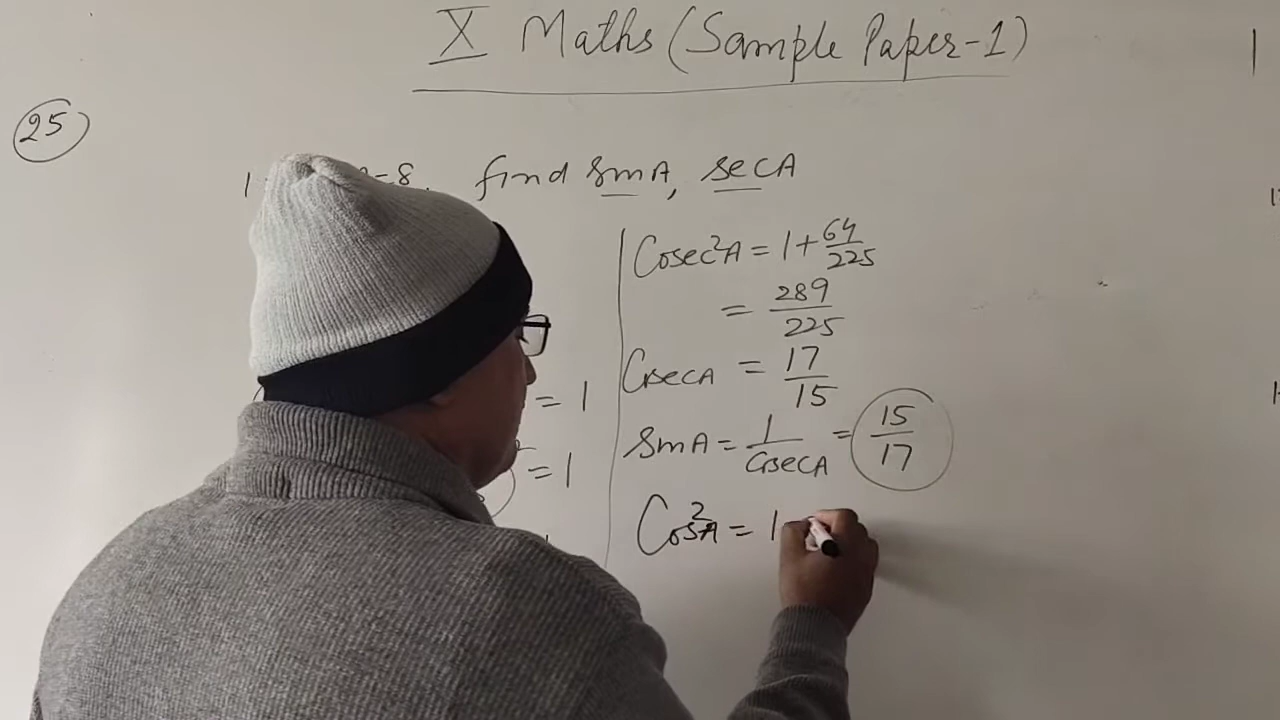 X Maths (Sample Paper-1)
25
=8, find SinA, secA
Cosec²A = 1 + 64/225
= 289/225
CosecA = 17/15
= 1
SinA = 1/CosecA = 15/17
= 1
Cos²A = 1